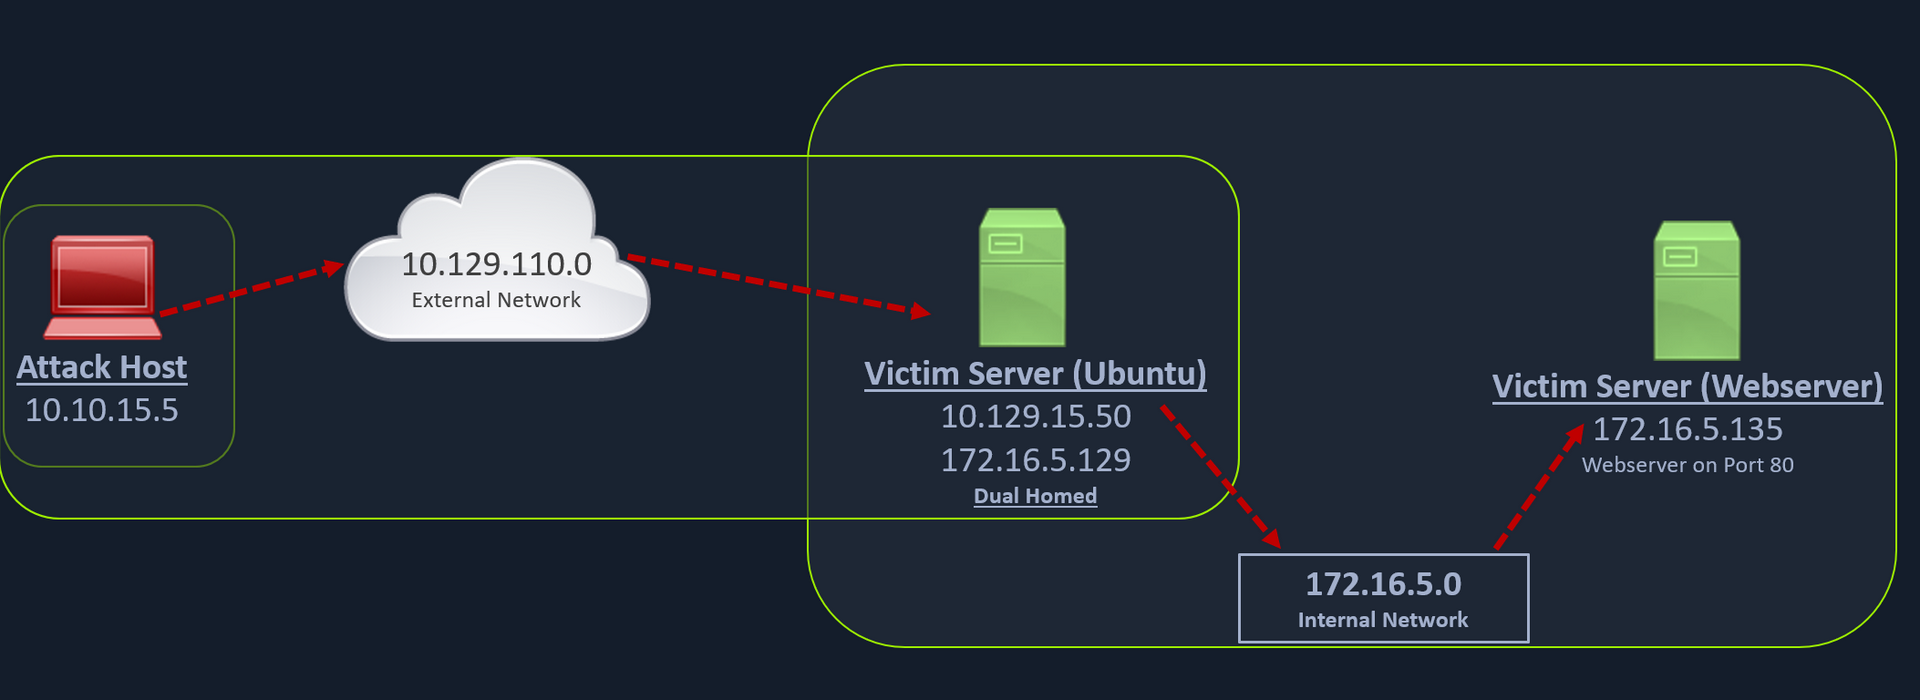 Attack Host
10.10.15.5
10.129.110.0
External Network
Victim Server (Ubuntu)
10.129.15.50
172.16.5.129
Dual Homed
172.16.5.0
Internal Network
Victim Server (Webserver)
172.16.5.135
Webserver on Port 80